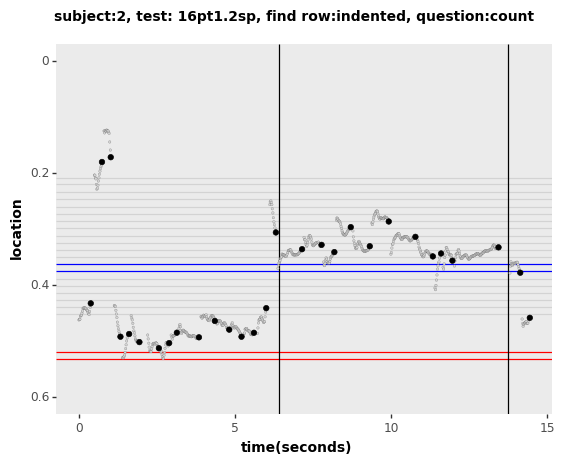 subject:2, test: 16pt1.2sp, find row:indented, question:count
0
0.2
0.4
0.6
location
0
5
10
15
time(seconds)